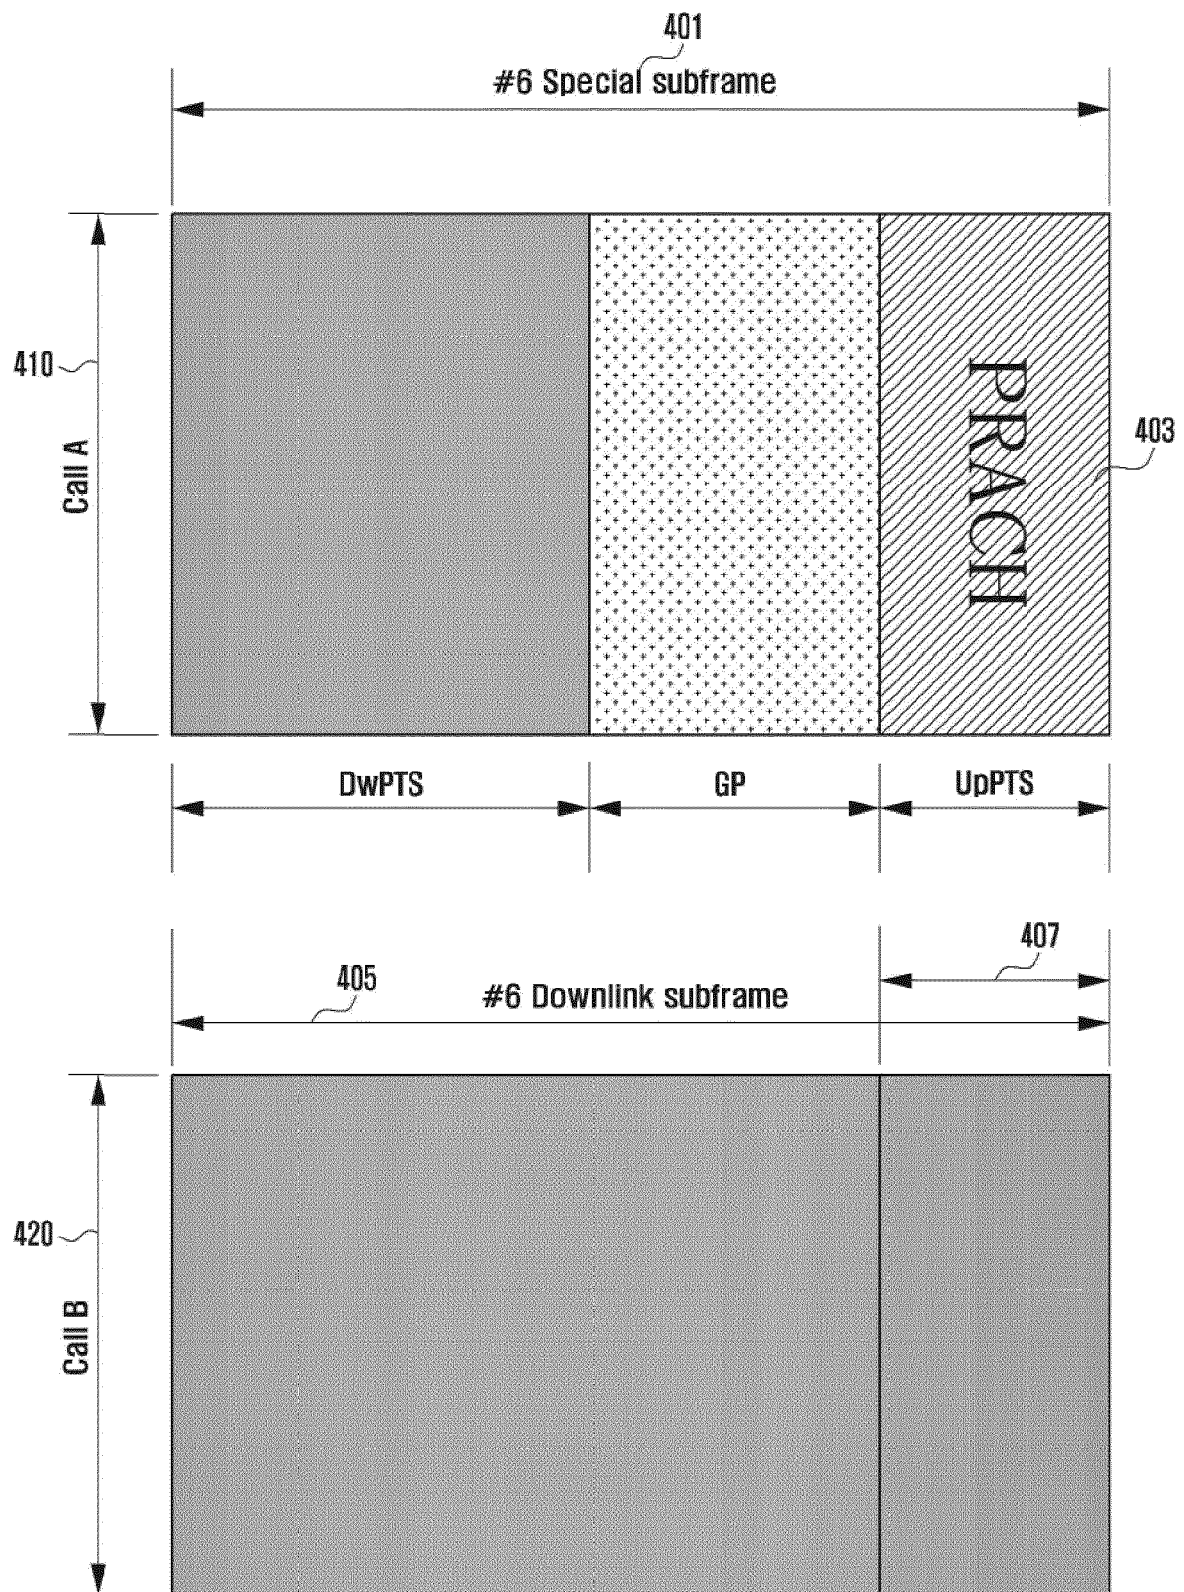 401
#6 Special subframe
410
Call A
PRACH
403
DwPTS
GP
UpPTS
407
405
#6 Downlink subframe
420
Call B